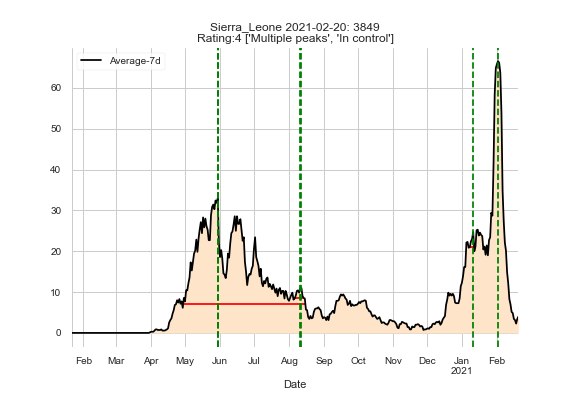 Sierra_Leone 2021-02-20: 3849
Rating:4 ['Multiple peaks', 'In control']
Average-7d
60
50
40
30
20
10
0
Feb Mar Apr May Jun Jul Aug Sep Oct Nov Dec Jan Feb
2021
Date